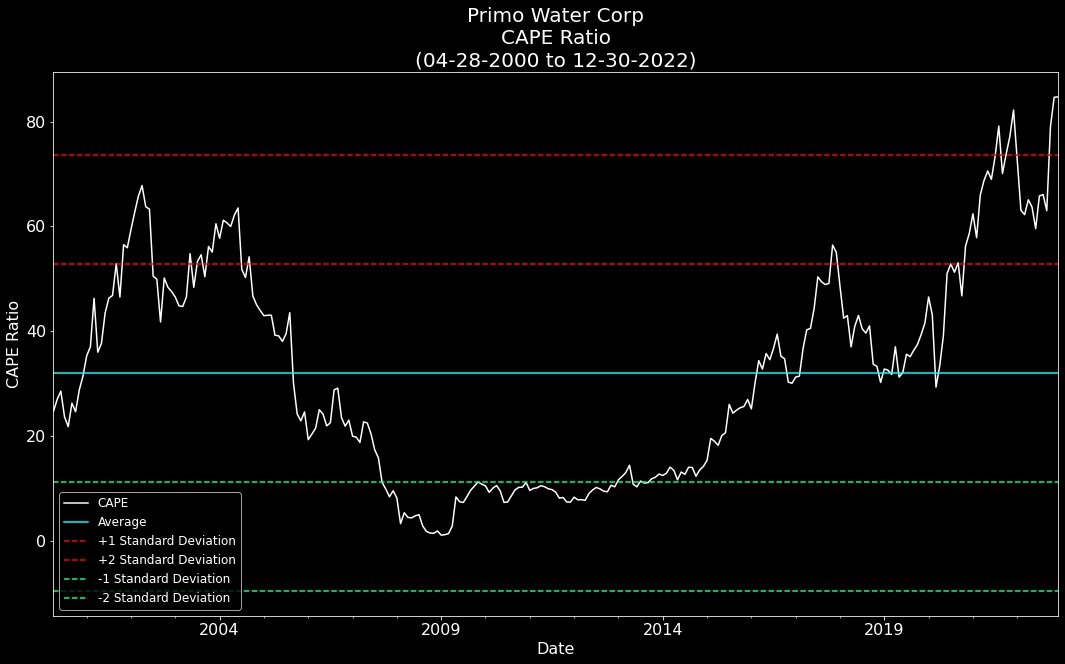 Primo Water Corp
CAPE Ratio
(04-28-2000 to 12-30-2022)
CAPE Ratio
80
60
40
20
0
CAPE
Average
+1 Standard Deviation
+2 Standard Deviation
-1 Standard Deviation
-2 Standard Deviation
2004
2009
2014
2019
Date